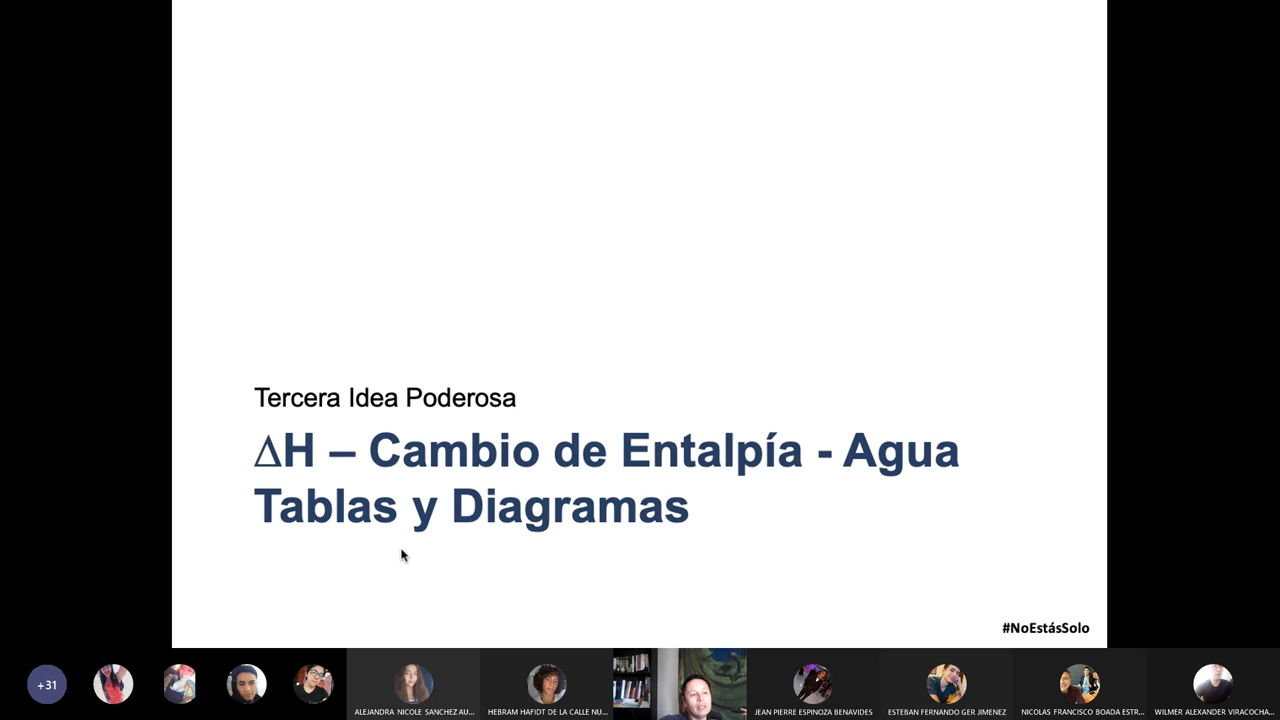 Tercera Idea Poderosa
ΔH – Cambio de Entalpía - Agua
Tablas y Diagramas
#NoEstásSolo
+31
ALEJANDRA NICOLE SANCHEZ AU...
HEBRAM HAFIDT DE LA CALLE NU...
JEAN PIERRE ESPINOZA BENAVIDES
ESTEBAN FERNANDO GER JIMENEZ
NICOLAS FRANCISCO BOADA ESTR...
WILMER ALEXANDER VIRACOCHA...